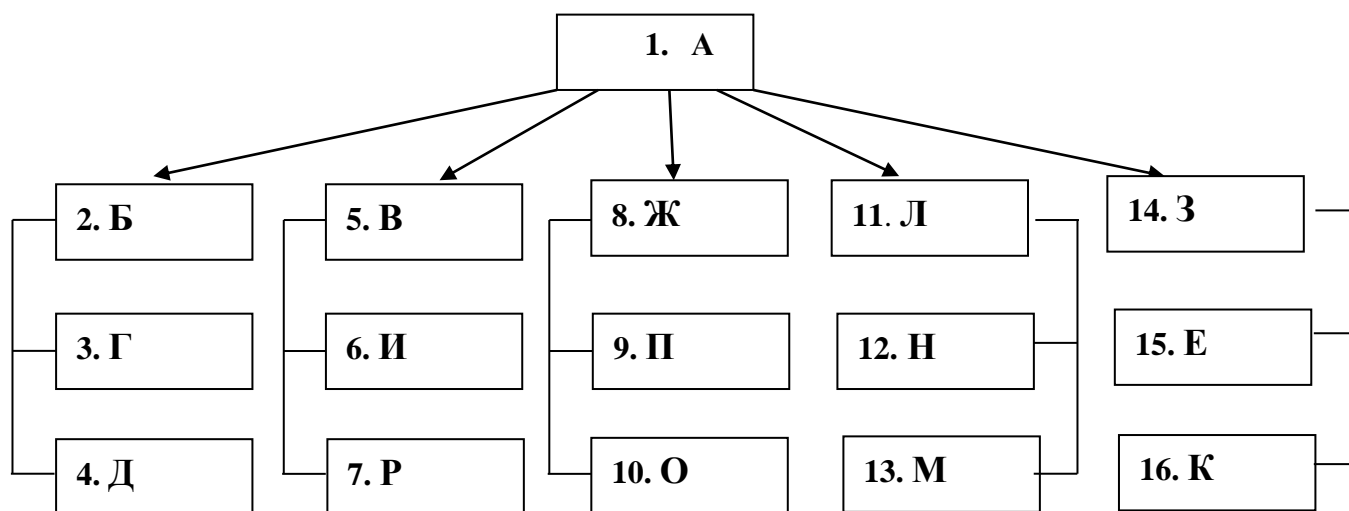 1. А
2. Б
5. В
8. Ж
11. Л
14. З
3. Г
6. И
9. П
12. Н
15. Е
4. Д
7. Р
10. О
13. М
16. К